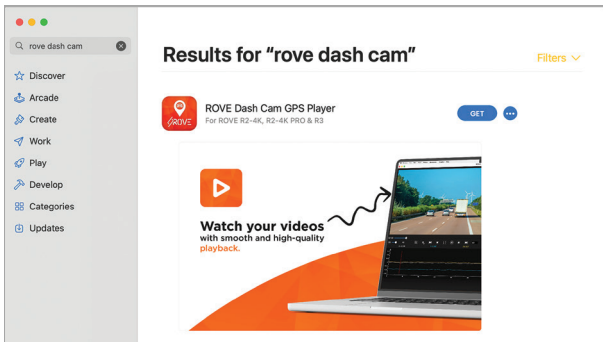 rove dash cam
Discover
Arcade
Create
Work
Play
Develop
Categories
Updates
Results for “rove dash cam”
Filters
ROVE
ROVE Dash Cam GPS Player
For ROVE R2-4K, R2-4K PRO & R3
GET
Watch your videos
with smooth and high-quality
playback.